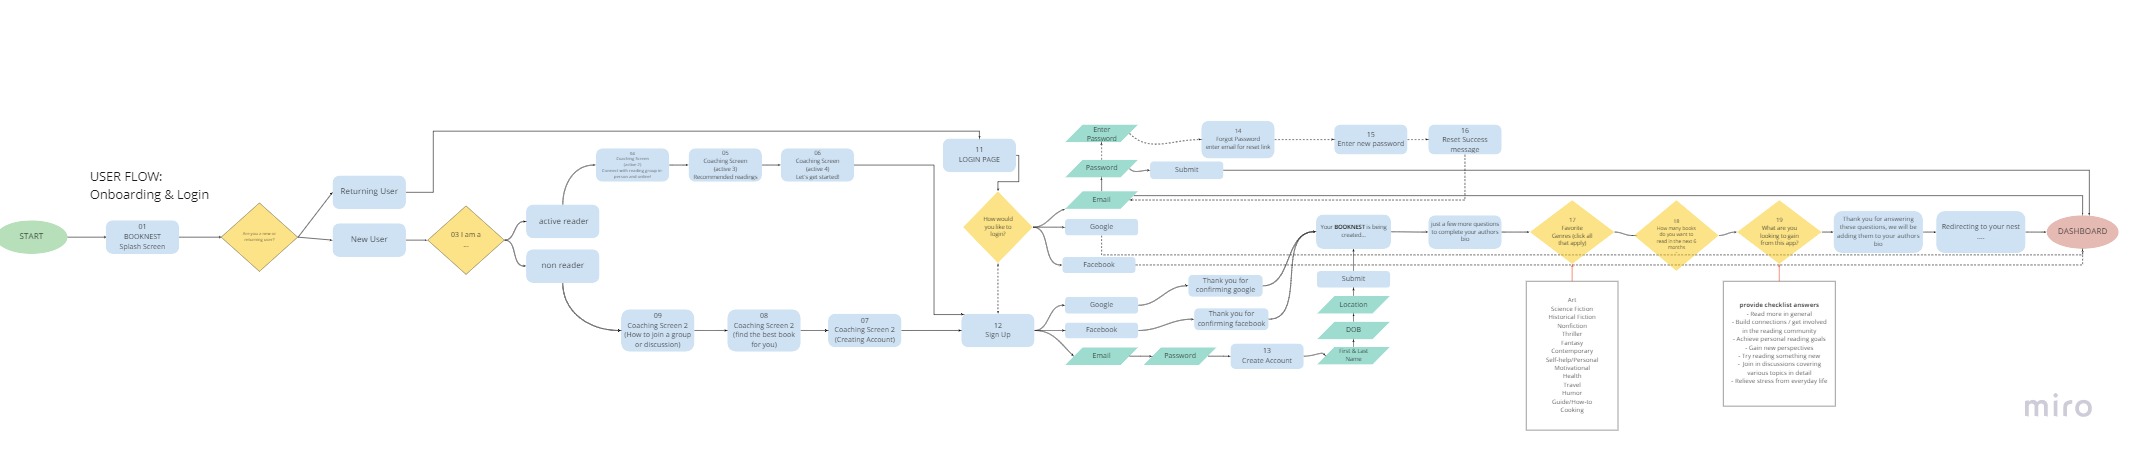 USER FLOW:
Onboarding & Login
START
01
BOOKNEST
Splash Screen
Are you a new or
returning user?
Returning User
New User
03 I am a
...
active reader
non reader
Coaching Screen
(active 2)
Connect with reading group in
person and online!
05
Coaching Screen
(active 3)
Recommended readings
06
Coaching Screen
(active 4)
Let's get started!
09
Coaching Screen 2
(How to join a group
or discussion)
08
Coaching Screen 2
(find the best book
for you)
07
Coaching Screen 2
(Creating Account)
11
LOGIN PAGE
How would
you like to
login?
12
Sign Up
Enter
Password
Password
Email
Google
Facebook
Submit
14
Forgot Password
enter email for reset link
15
Enter new password
16
Reset Success
message
Google
Facebook
Email
Password
Thank you for
confirming google
Thank you for
confirming facebook
13
Create Account
First & Last
Name
DOB
Location
Submit
Your BOOKNEST is being
created...
just a few more questions
to complete your authors
bio
17
Favorite
Genres (click all
that apply)
18
How many books
do you want to
read in the next 6
months
19
What are you
looking to gain
from this app?
Thank you for answering
these questions, we will be
adding them to your authors
bio
Redirecting to your nest
....
DASHBOARD
Art
Science Fiction
Historical Fiction
Nonfiction
Thriller
Fantasy
Contemporary
Self-help/Personal
Motivational
Health
Travel
Humor
Guide/How-to
Cooking
provide checklist answers
- Read more in general
- Build connections / get involved
in the reading community
- Achieve personal reading goals
- Gain new perspectives
- Try reading something new
- Join in discussions covering
various topics in detail
- Relieve stress from everyday life
miro